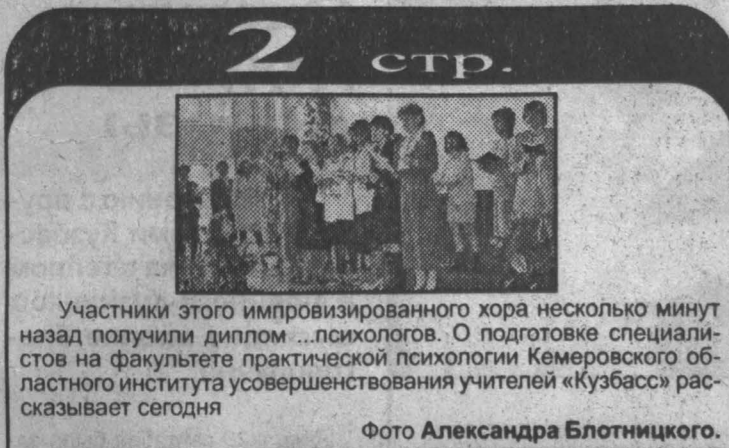 2 стр.
Участники этого импровизированного хора несколько минут
назад получили диплом ...психологов. О подготовке специали-
стов на факультете практической психологии Кемеровского об-
ластного института усовершенствования учителей «Кузбасс» рас-
сказывает сегодня
Фото Александра Блотницкого.